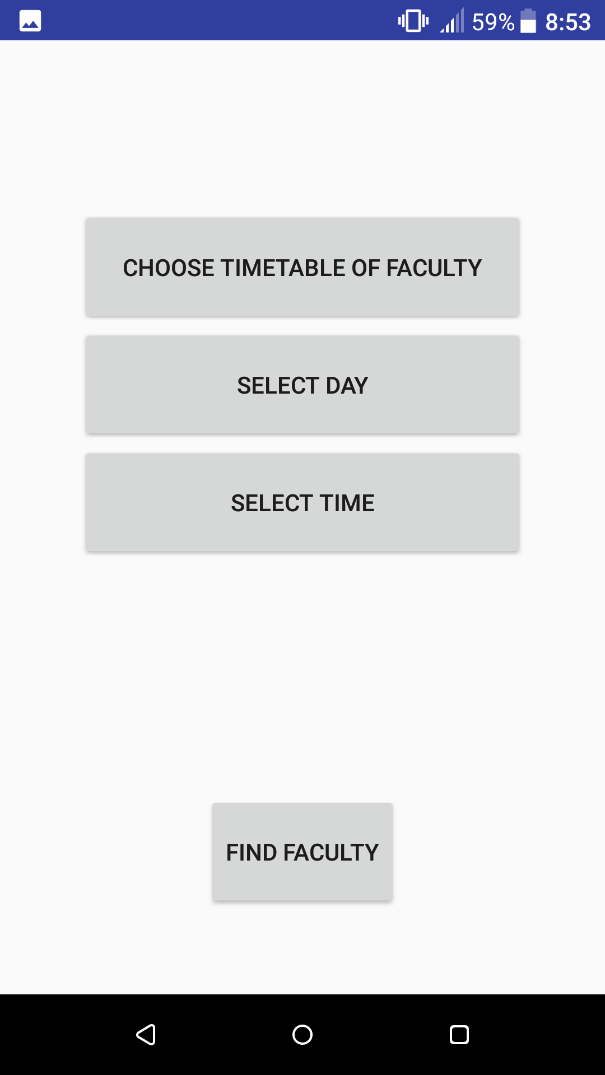 59% 8:53
CHOOSE TIMETABLE OF FACULTY
SELECT DAY
SELECT TIME
FIND FACULTY